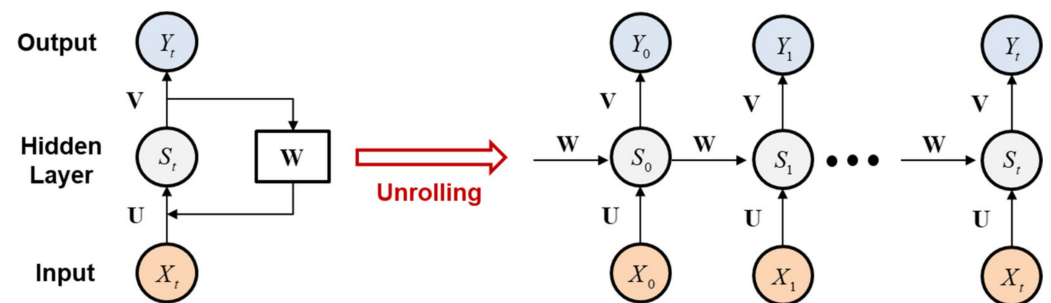 Output
Y_t
Y_0
Y_1
Y_t
V
V
V
V
Hidden
Layer
S_t
W
Unrolling
W
S_0
W
S_1
•••
W
S_t
U
U
U
U
Input
X_t
X_0
X_1
X_t